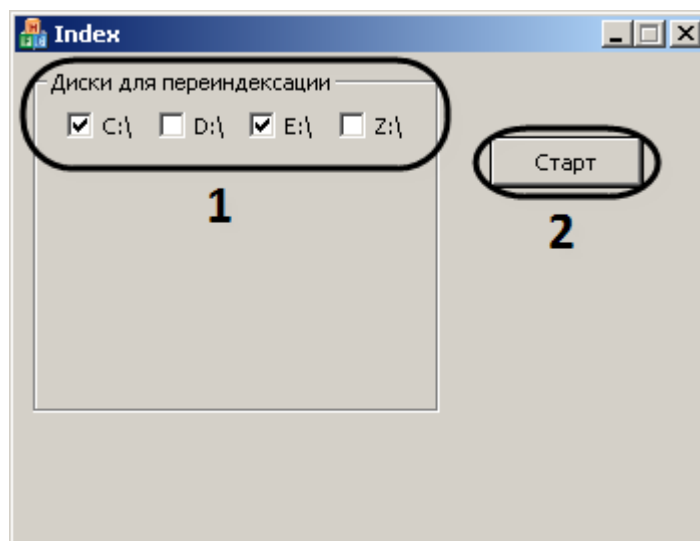 Index
Диски для переиндексации
C:\ D:\ E:\ Z:\
Старт
1
2